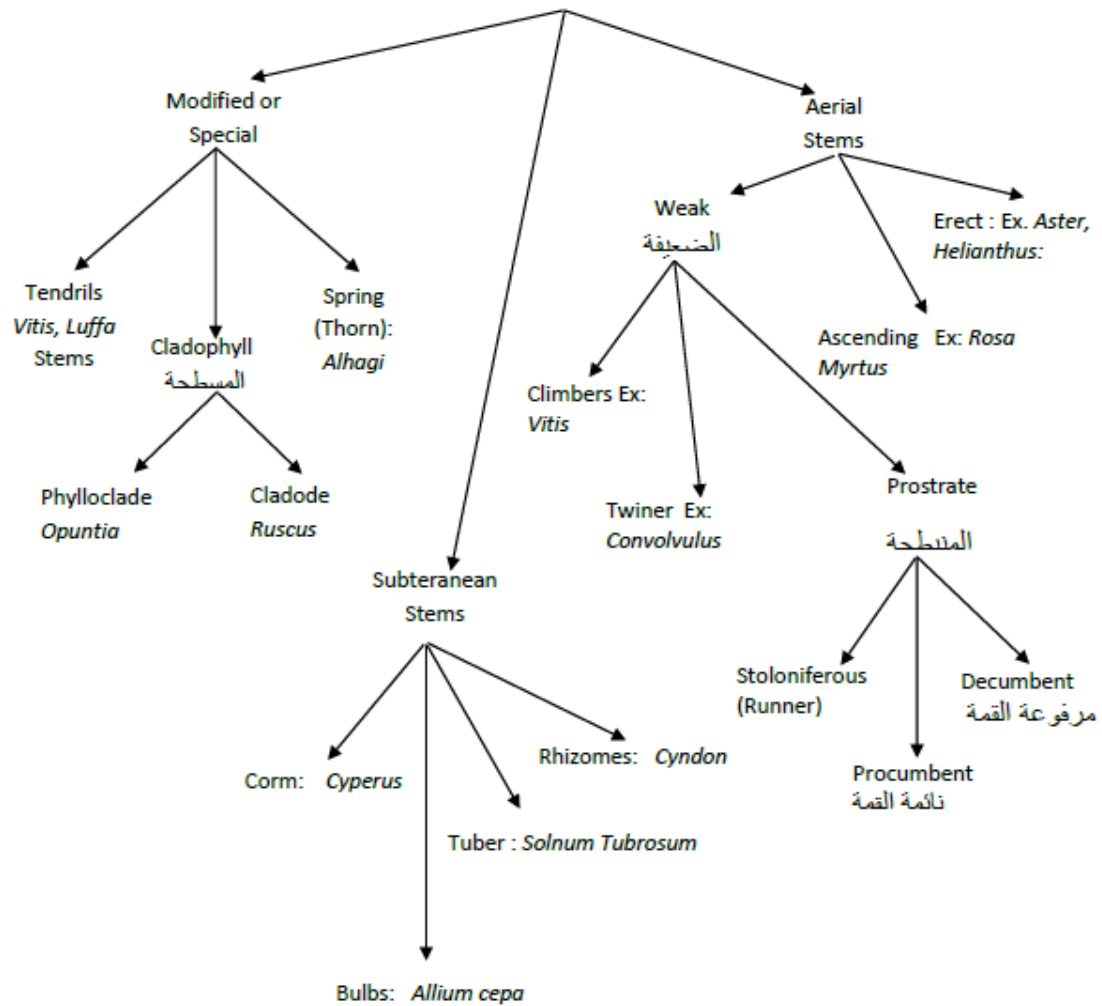 Modified or
Special
Aerial
Stems
Weak
الضعيفة
Erect : Ex. Aster,
Helianthus:
Tendrils
Vitis, Luffa
Stems
Cladophyll
المسطحة
Spring
(Thorn):
Alhagi
Ascending Ex: Rosa
Myrtus
Climbers Ex:
Vitis
Phylloclade
Opuntia
Cladode
Ruscus
Twiner Ex:
Convolvulus
Prostrate
المنبطحة
Subteranean
Stems
Stoloniferous
(Runner)
Decumbent
مرفوعة القمة
Procumbent
نائمة القمة
Corm: Cyperus
Rhizomes: Cyndon
Tuber : Solnum Tubrosum
Bulbs: Allium cepa